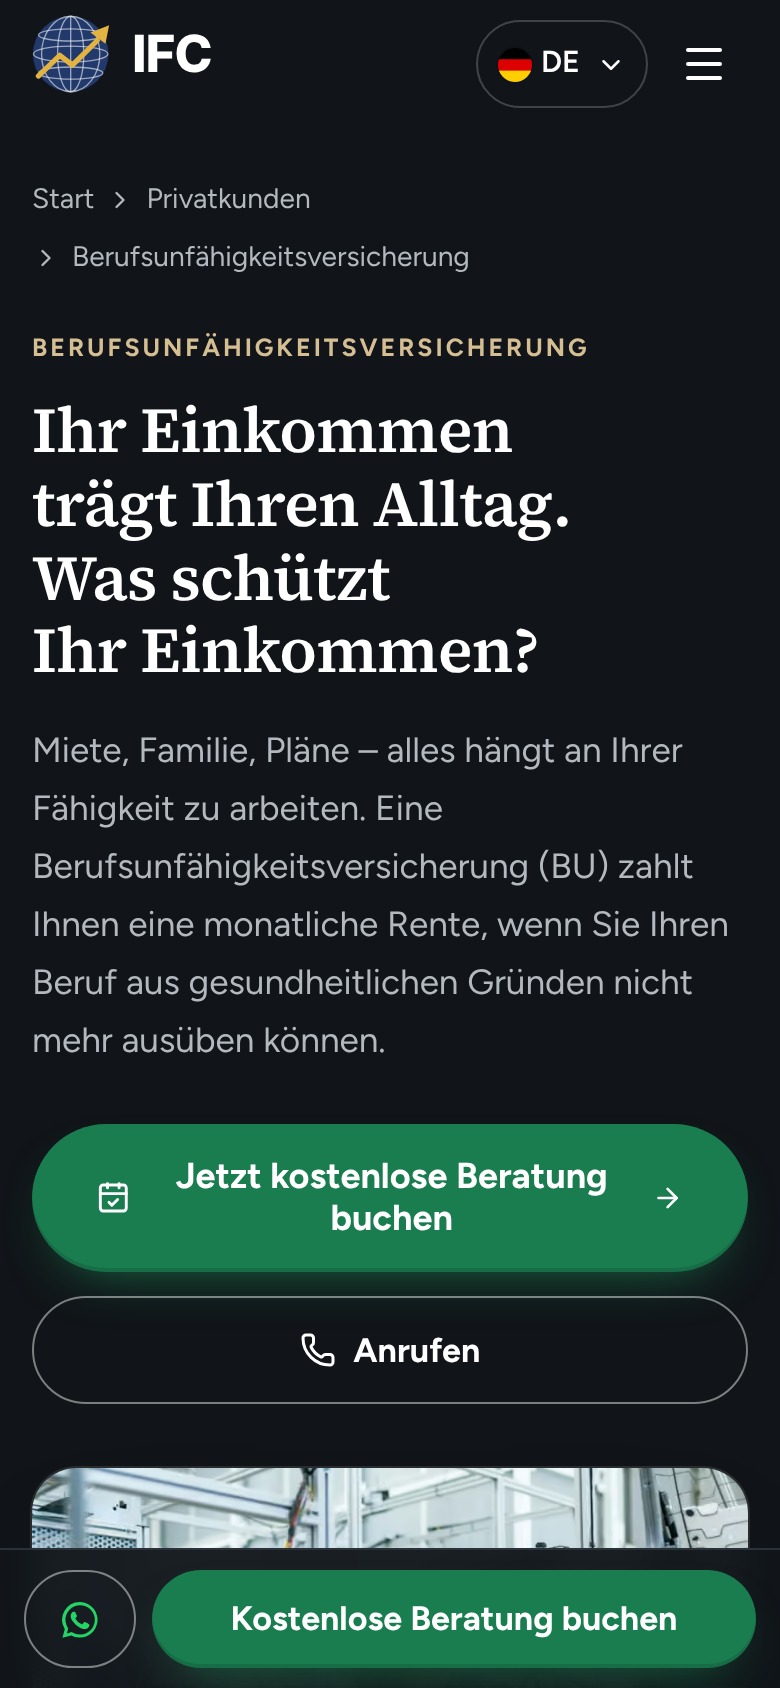 IFC
DE
Start > Privatkunden
> Berufsunfähigkeitsversicherung
BERUFSUNFÄHIGKEITSVERSICHERUNG
Ihr Einkommen
trägt Ihren Alltag.
Was schützt
Ihr Einkommen?
Miete, Familie, Pläne – alles hängt an Ihrer
Fähigkeit zu arbeiten. Eine
Berufsunfähigkeitsversicherung (BU) zahlt
Ihnen eine monatliche Rente, wenn Sie Ihren
Beruf aus gesundheitlichen Gründen nicht
mehr ausüben können.
Jetzt kostenlose Beratung
buchen
Anrufen
Kostenlose Beratung buchen